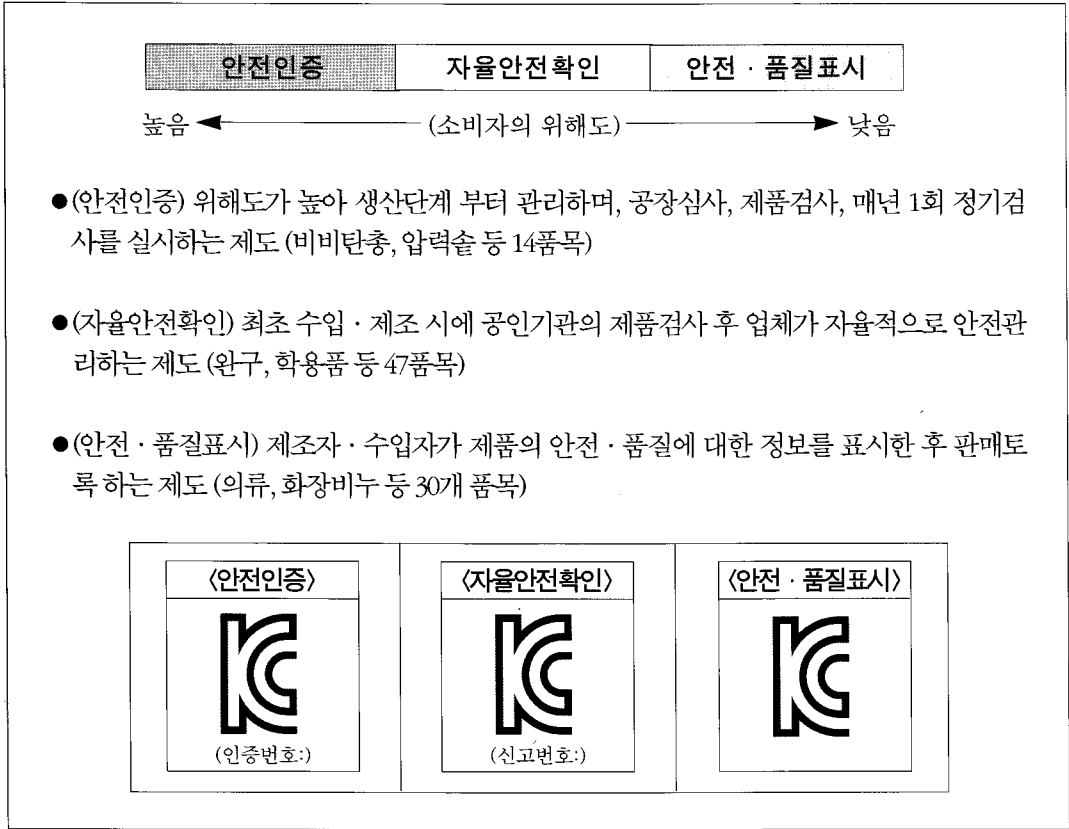 안전인증 자율안전확인 안전 · 품질표시
높음 (소비자의 위해도) 낮음
●(안전인증) 위해도가 높아 생산단계 부터 관리하며, 공장심사, 제품검사, 매년 1회 정기검
사를 실시하는 제도 (비비탄총, 압력솥 등 14품목)
●(자율안전확인) 최초 수입 · 제조 시에 공인기관의 제품검사 후 업체가 자율적으로 안전관
리하는 제도 (완구, 학용품 등 47품목)
●(안전 · 품질표시) 제조자 · 수입자가 제품의 안전 · 품질에 대한 정보를 표시한 후 판매토
록 하는 제도 (의류, 화장비누 등 30개 품목)
〈안전인증〉 〈자율안전확인〉 〈안전 · 품질표시〉
KC KC KC
(인증번호:) (신고번호:)